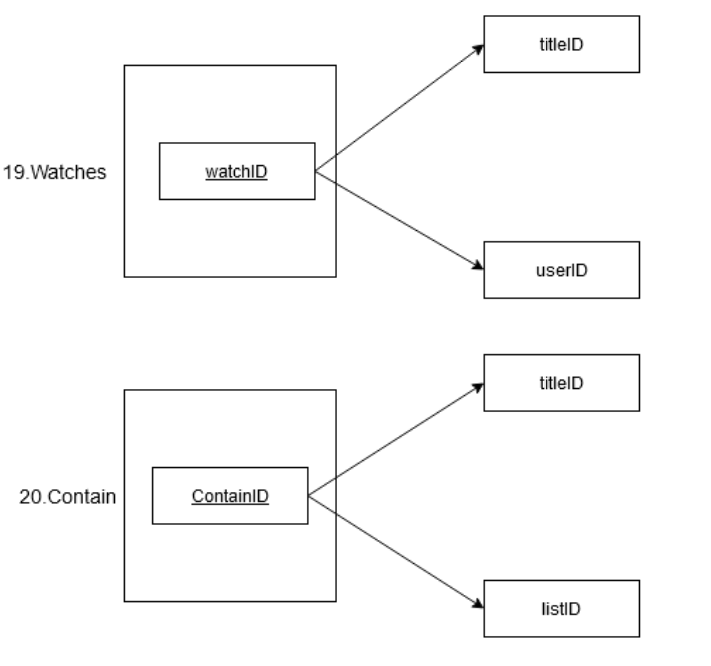 titleID
19.Watches
watchID
userID
titleID
20.Contain
ContainID
listID